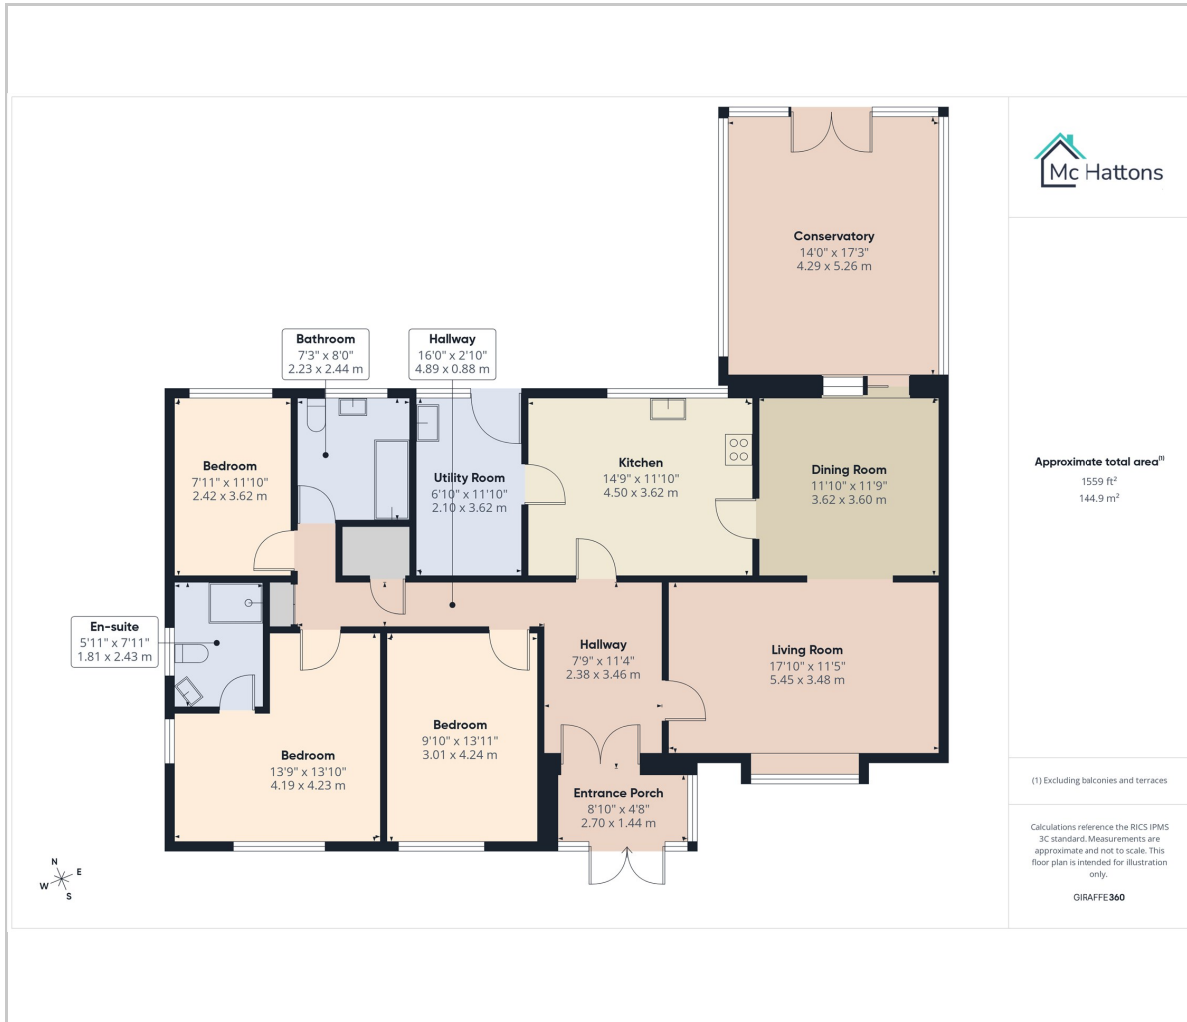 Mc Hattons
Conservatory
14'0" x 17'3"
4.29 x 5.26 m
Bathroom
7'3" x 8'0"
2.23 x 2.44 m
Hallway
16'0" x 2'10"
4.89 x 0.88 m
Bedroom
7'11" x 11'10"
2.42 x 3.62 m
Utility Room
6'10" x 11'10"
2.10 x 3.62 m
Kitchen
14'9" x 11'10"
4.50 x 3.62 m
Dining Room
11'10" x 11'9"
3.62 x 3.60 m
En-suite
5'11" x 7'11"
1.81 x 2.43 m
Hallway
7'9" x 11'4"
2.38 x 3.46 m
Living Room
17'10" x 11'5"
5.45 x 3.48 m
Bedroom
13'9" x 13'10"
4.19 x 4.23 m
Bedroom
9'10" x 13'11"
3.01 x 4.24 m
Entrance Porch
8'10" x 4'8"
2.70 x 1.44 m
N
E
W
S
Approximate total area⁽¹⁾
1559 ft²
144.9 m²
(1) Excluding balconies and terraces
Calculations reference the RICS IPMS
3C standard. Measurements are
approximate and not to scale. This
floor plan is intended for illustration
only.
GIRAFFE360